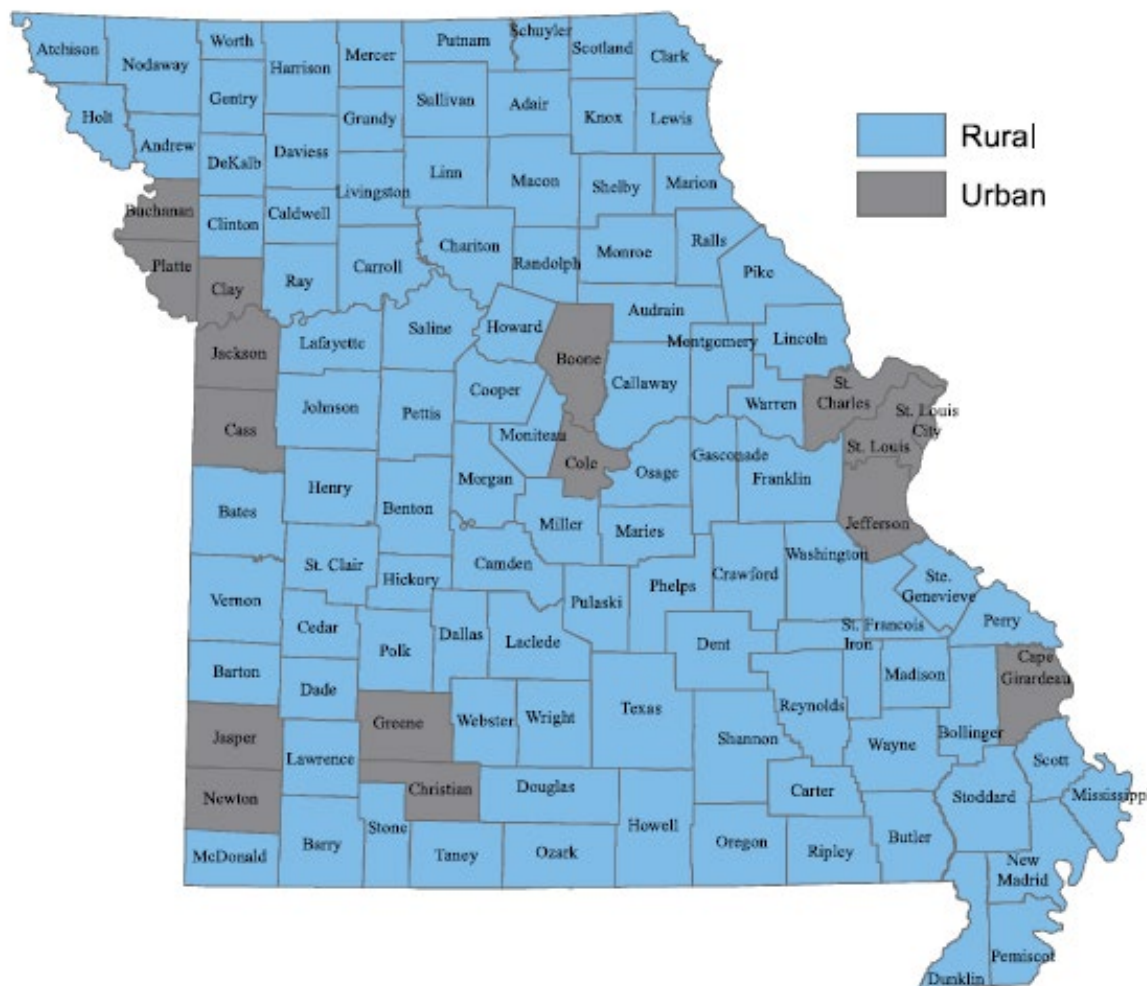 Atchison
Nodaway
Worth
Harrison
Mercer
Putnam
Schuyler
Scotland
Clark
Holt
Gentry
Grundy
Sullivan
Adair
Knox
Lewis
Rural
Andrew
DeKalb
Daviess
Livingston
Linn
Macon
Shelby
Marion
Urban
Buchanan
Clinton
Caldwell
Chariton
Randolph
Monroe
Ralls
Pike
Platte
Clay
Ray
Carroll
Audrain
Jackson
Lafayette
Saline
Howard
Boone
Montgomery
Lincoln
Cass
Johnson
Pettis
Cooper
Callaway
Warren
St.
Charles
St. Louis
City
Moniteau
Cole
Gasconade
St. Louis
Bates
Henry
Benton
Morgan
Osage
Franklin
Miller
Maries
Jefferson
Vernon
St. Clair
Hickory
Camden
Pulaski
Phelps
Crawford
Washington
Ste.
Genevieve
Cedar
Polk
Dallas
Laclede
Dent
St. Francois
Iron
Perry
Barton
Dade
Madison
Cape
Girardeau
Jasper
Greene
Webster
Wright
Texas
Shannon
Reynolds
Wayne
Bollinger
Lawrence
Scott
Newton
Christian
Douglas
Carter
Stoddard
Mississipp
McDonald
Barry
Stone
Taney
Ozark
Howell
Oregon
Ripley
Butler
New
Madrid
Dunklin
Pemiscot